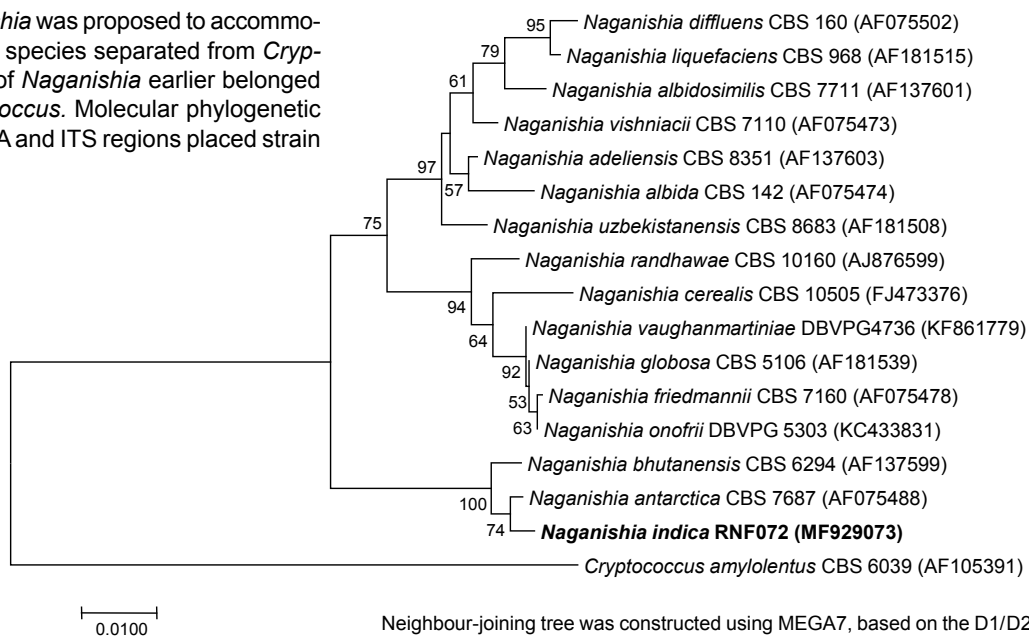 hia was proposed to accommo-
species separated from Cryp-
of Naganishia earlier belonged
occus. Molecular phylogenetic
A and ITS regions placed strain
95
Naganishia diffluens CBS 160 (AF075502)
79
Naganishia liquefaciens CBS 968 (AF181515)
61
Naganishia albidosimilis CBS 7711 (AF137601)
Naganishia vishniacii CBS 7110 (AF075473)
97
Naganishia adeliensis CBS 8351 (AF137603)
57
Naganishia albida CBS 142 (AF075474)
75
Naganishia uzbekistanensis CBS 8683 (AF181508)
Naganishia randhawae CBS 10160 (AJ876599)
94
Naganishia cerealis CBS 10505 (FJ473376)
64
Naganishia vaughanmartiniae DBVPG4736 (KF861779)
92
Naganishia globosa CBS 5106 (AF181539)
53
Naganishia friedmannii CBS 7160 (AF075478)
63
Naganishia onofrii DBVPG 5303 (KC433831)
Naganishia bhutanensis CBS 6294 (AF137599)
100
Naganishia antarctica CBS 7687 (AF075488)
74
Naganishia indica RNF072 (MF929073)
Cryptococcus amylolentus CBS 6039 (AF105391)
0.0100
Neighbour-joining tree was constructed using MEGA7, based on the D1/D2